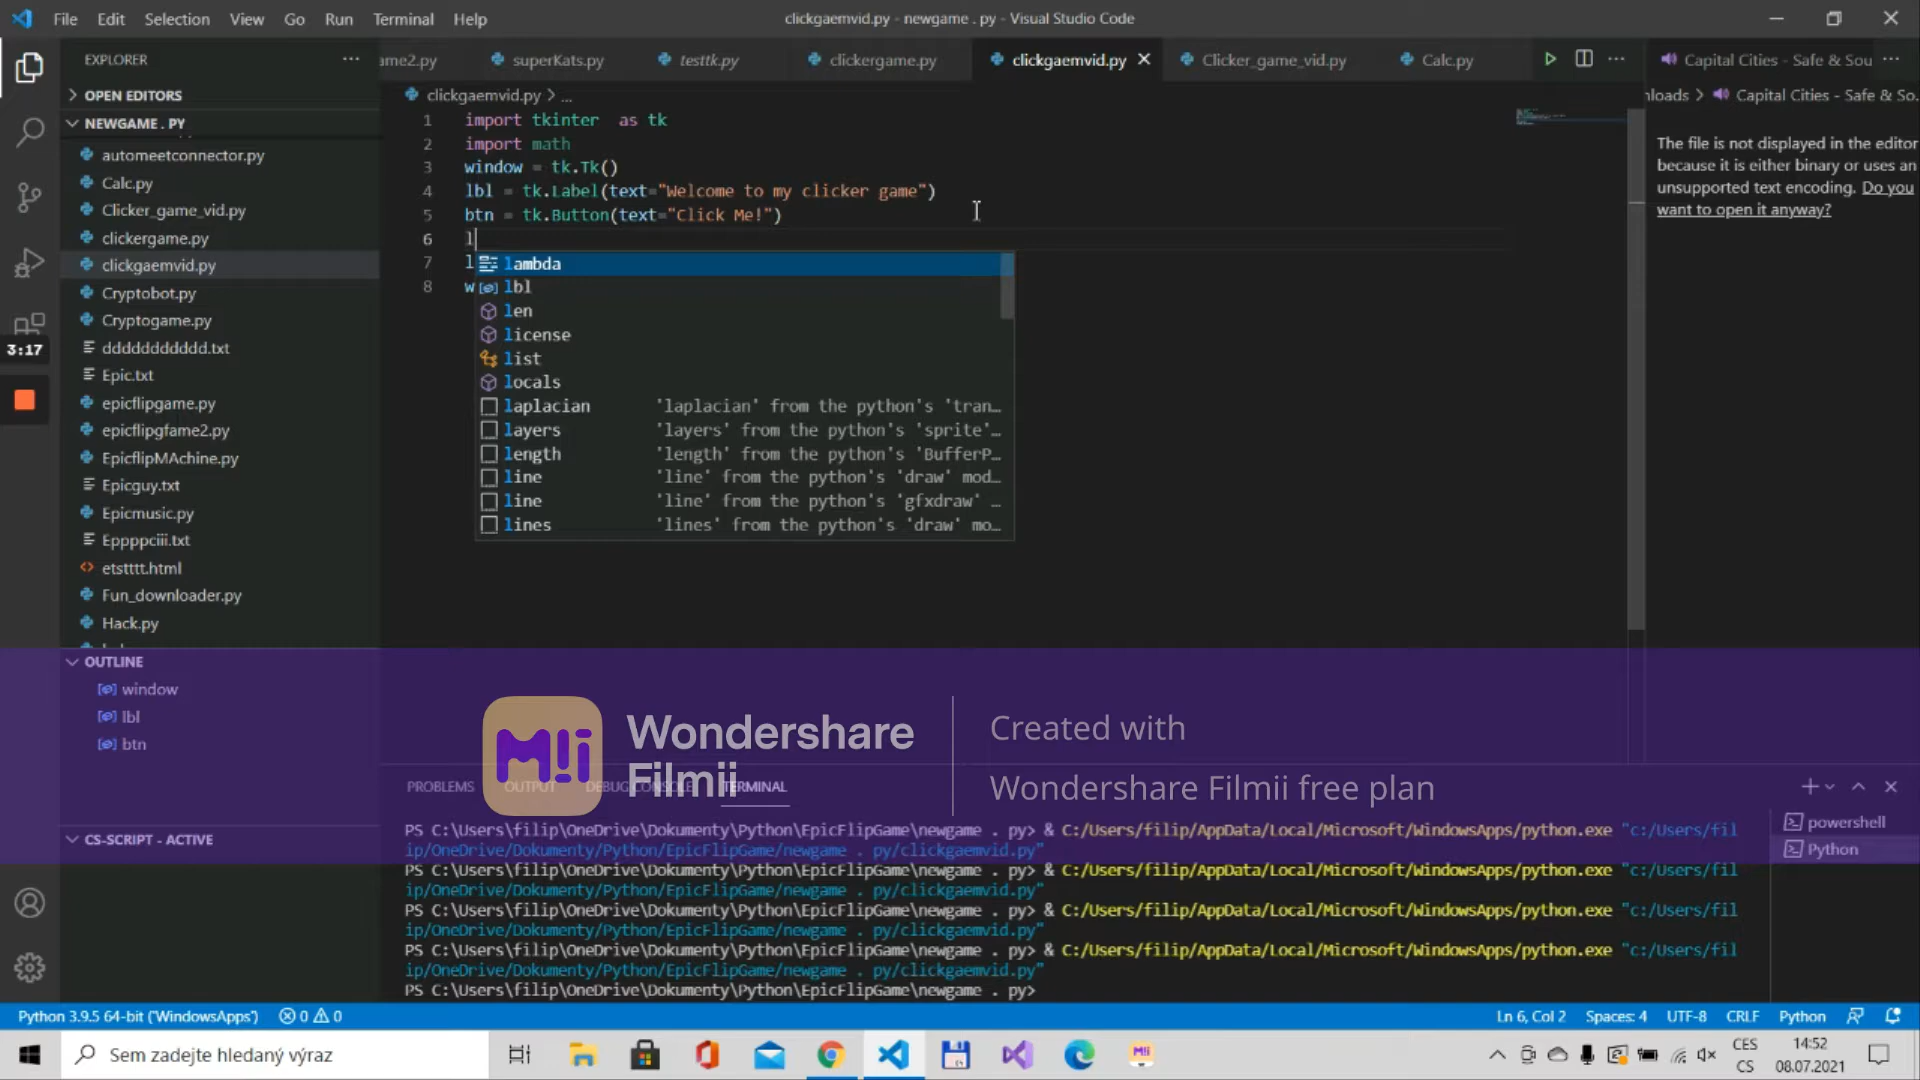 File Edit Selection View Go Run Terminal Help
clickgaemvid.py - newgame . py - Visual Studio Code
EXPLORER
OPEN EDITORS
NEWGAME . PY
automeetconnector.py
Calc.py
Clicker_game_vid.py
clickergame.py
clickgaemvid.py
Cryptobot.py
Cryptogame.py
ddddddddddd.txt
Epic.txt
epicflipgame.py
epicflipgfame2.py
EpicflipMAchine.py
Epicguy.txt
Epicmusic.py
Eppppciii.txt
etstttt.html
Fun_downloader.py
Hack.py
3:17
OUTLINE
window
lbl
btn
CS-SCRIPT - ACTIVE
ame2.py superKats.py testtk.py clickergame.py clickgaemvid.py Clicker_game_vid.py Calc.py
clickgaemvid.py > ...
1 import tkinter as tk
2 import math
3 window = tk.Tk()
4 lbl = tk.Label(text="Welcome to my clicker game")
5 btn = tk.Button(text="Click Me!")
6 l
7 l
8 w
lambda
lbl
len
license
list
locals
laplacian 'laplacian' from the python's 'tran…
layers 'layers' from the python's 'sprite'…
length 'length' from the python's 'BufferP…
line 'line' from the python's 'draw' mod…
line 'line' from the python's 'gfxdraw' …
lines 'lines' from the python's 'draw' mo…
Capital Cities - Safe & Sou
nloads > Capital Cities - Safe & So.
The file is not displayed in the editor
because it is either binary or uses an
unsupported text encoding. Do you
want to open it anyway?
Wondershare
Filmii
Created with
Wondershare Filmii free plan
PROBLEMS OUTPUT DEBUG CONSOLE TERMINAL
PS C:\Users\filip\OneDrive\Dokumenty\Python\EpicFlipGame\newgame . py> & C:/Users/filip/AppData/Local/Microsoft/WindowsApps/python.exe "c:/Users/fil
ip/OneDrive/Dokumenty/Python/EpicFlipGame/newgame . py/clickgaemvid.py"
PS C:\Users\filip\OneDrive\Dokumenty\Python\EpicFlipGame\newgame . py> & C:/Users/filip/AppData/Local/Microsoft/WindowsApps/python.exe "c:/Users/fil
ip/OneDrive/Dokumenty/Python/EpicFlipGame/newgame . py/clickgaemvid.py"
PS C:\Users\filip\OneDrive\Dokumenty\Python\EpicFlipGame\newgame . py> & C:/Users/filip/AppData/Local/Microsoft/WindowsApps/python.exe "c:/Users/fil
ip/OneDrive/Dokumenty/Python/EpicFlipGame/newgame . py/clickgaemvid.py"
PS C:\Users\filip\OneDrive\Dokumenty\Python\EpicFlipGame\newgame . py> & C:/Users/filip/AppData/Local/Microsoft/WindowsApps/python.exe "c:/Users/fil
ip/OneDrive/Dokumenty/Python/EpicFlipGame/newgame . py/clickgaemvid.py"
PS C:\Users\filip\OneDrive\Dokumenty\Python\EpicFlipGame\newgame . py>
powershell
Python
Python 3.9.5 64-bit ('WindowsApps') 0 0
Ln 6, Col 2 Spaces: 4 UTF-8 CRLF Python
Sem zadejte hledaný výraz
CES
CS
14:52
08.07.2021